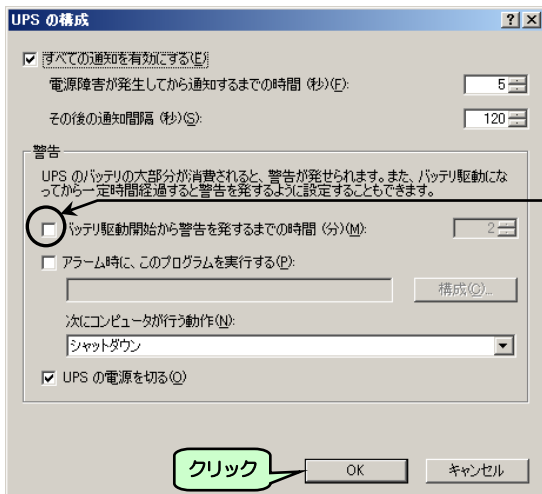 UPS の構成
すべての通知を有効にする(E)
電源障害が発生してから通知するまでの時間 (秒)(F):
5
その後の通知間隔 (秒)(S):
120
警告
UPS のバッテリの大部分が消費されると、警告が発せられます。また、バッテリ駆動にな
ってから一定時間経過すると警告を発するように設定することもできます。
バッテリ駆動開始から警告を発するまでの時間 (分)(M):
2
アラーム時に、このプログラムを実行する(P):
構成(C)...
次にコンピュータが行う動作(N):
シャットダウン
UPS の電源を切る(O)
クリック
OK
キャンセル